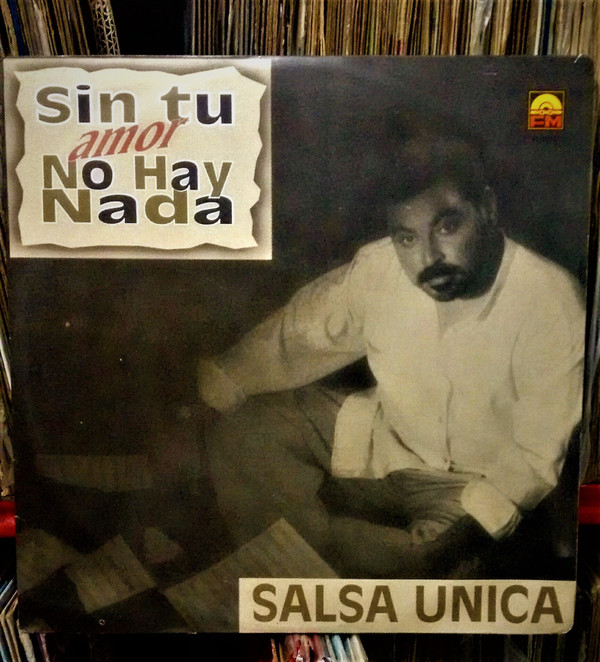 Sin tu
amor
No Hay
Nada
FM
SALSA UNICA